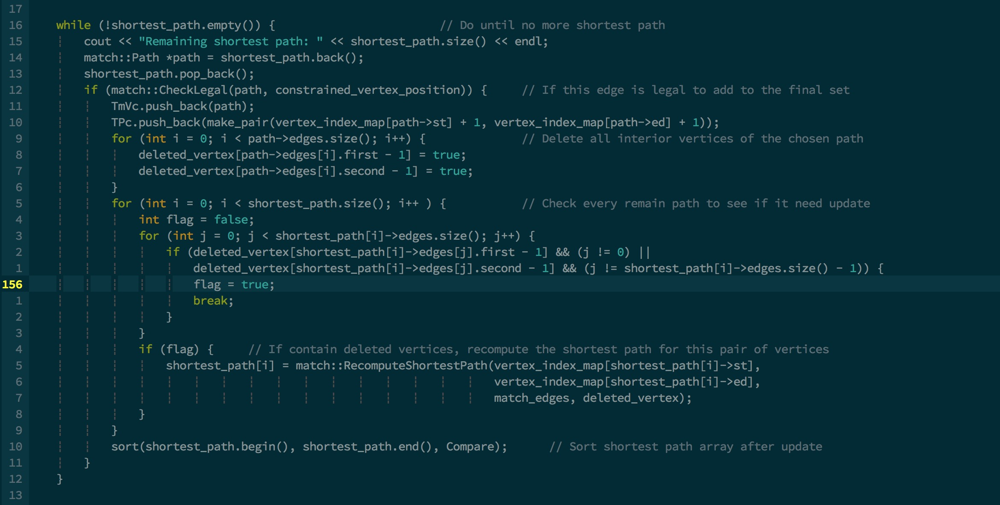 17
16 while (!shortest_path.empty()) { // Do until no more shortest path
15 cout << "Remaining shortest path: " << shortest_path.size() << endl;
14 match::Path *path = shortest_path.back();
13 shortest_path.pop_back();
12 if (match::CheckLegal(path, constrained_vertex_position)) { // If this edge is legal to add to the final set
11 TmVc.push_back(path);
10 TPc.push_back(make_pair(vertex_index_map[path->st] + 1, vertex_index_map[path->ed] + 1));
9 for (int i = 0; i < path->edges.size(); i++) { // Delete all interior vertices of the chosen path
8 deleted_vertex[path->edges[i].first - 1] = true;
7 deleted_vertex[path->edges[i].second - 1] = true;
6 }
5 for (int i = 0; i < shortest_path.size(); i++ ) { // Check every remain path to see if it need update
4 int flag = false;
3 for (int j = 0; j < shortest_path[i]->edges.size(); j++) {
2 if (deleted_vertex[shortest_path[i]->edges[j].first - 1] && (j != 0) ||
1 deleted_vertex[shortest_path[i]->edges[j].second - 1] && (j != shortest_path[i]->edges.size() - 1)) {
156 flag = true;
1 break;
2 }
3 }
4 if (flag) { // If contain deleted vertices, recompute the shortest path for this pair of vertices
5 shortest_path[i] = match::RecomputeShortestPath(vertex_index_map[shortest_path[i]->st],
6 vertex_index_map[shortest_path[i]->ed],
7 match_edges, deleted_vertex);
8 }
9 }
10 sort(shortest_path.begin(), shortest_path.end(), Compare); // Sort shortest path array after update
11 }
12 }
13